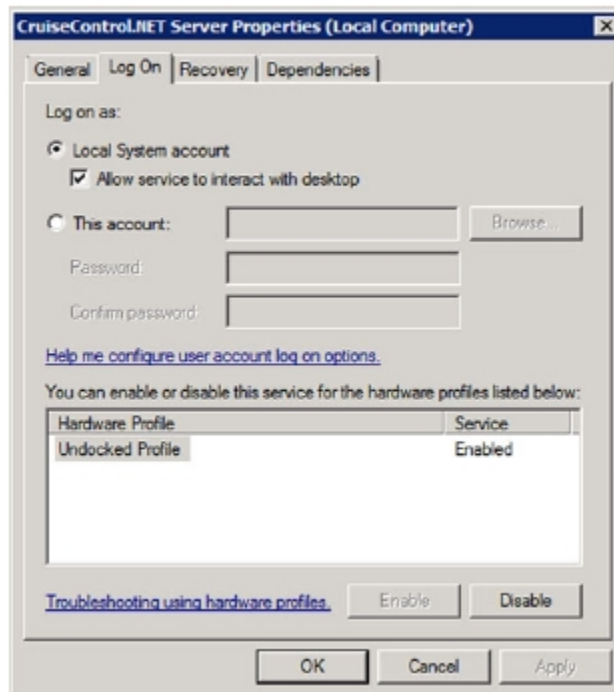 CruiseControl.NET Server Properties (Local Computer)
General Log On Recovery Dependencies
Log on as:
Local System account
Allow service to interact with desktop
This account: Browse...
Password:
Confirm password:
Help me configure user account log on options.
You can enable or disable this service for the hardware profiles listed below:
Hardware Profile Service
Undocked Profile Enabled
Troubleshooting using hardware profiles. Enable Disable
OK Cancel Apply